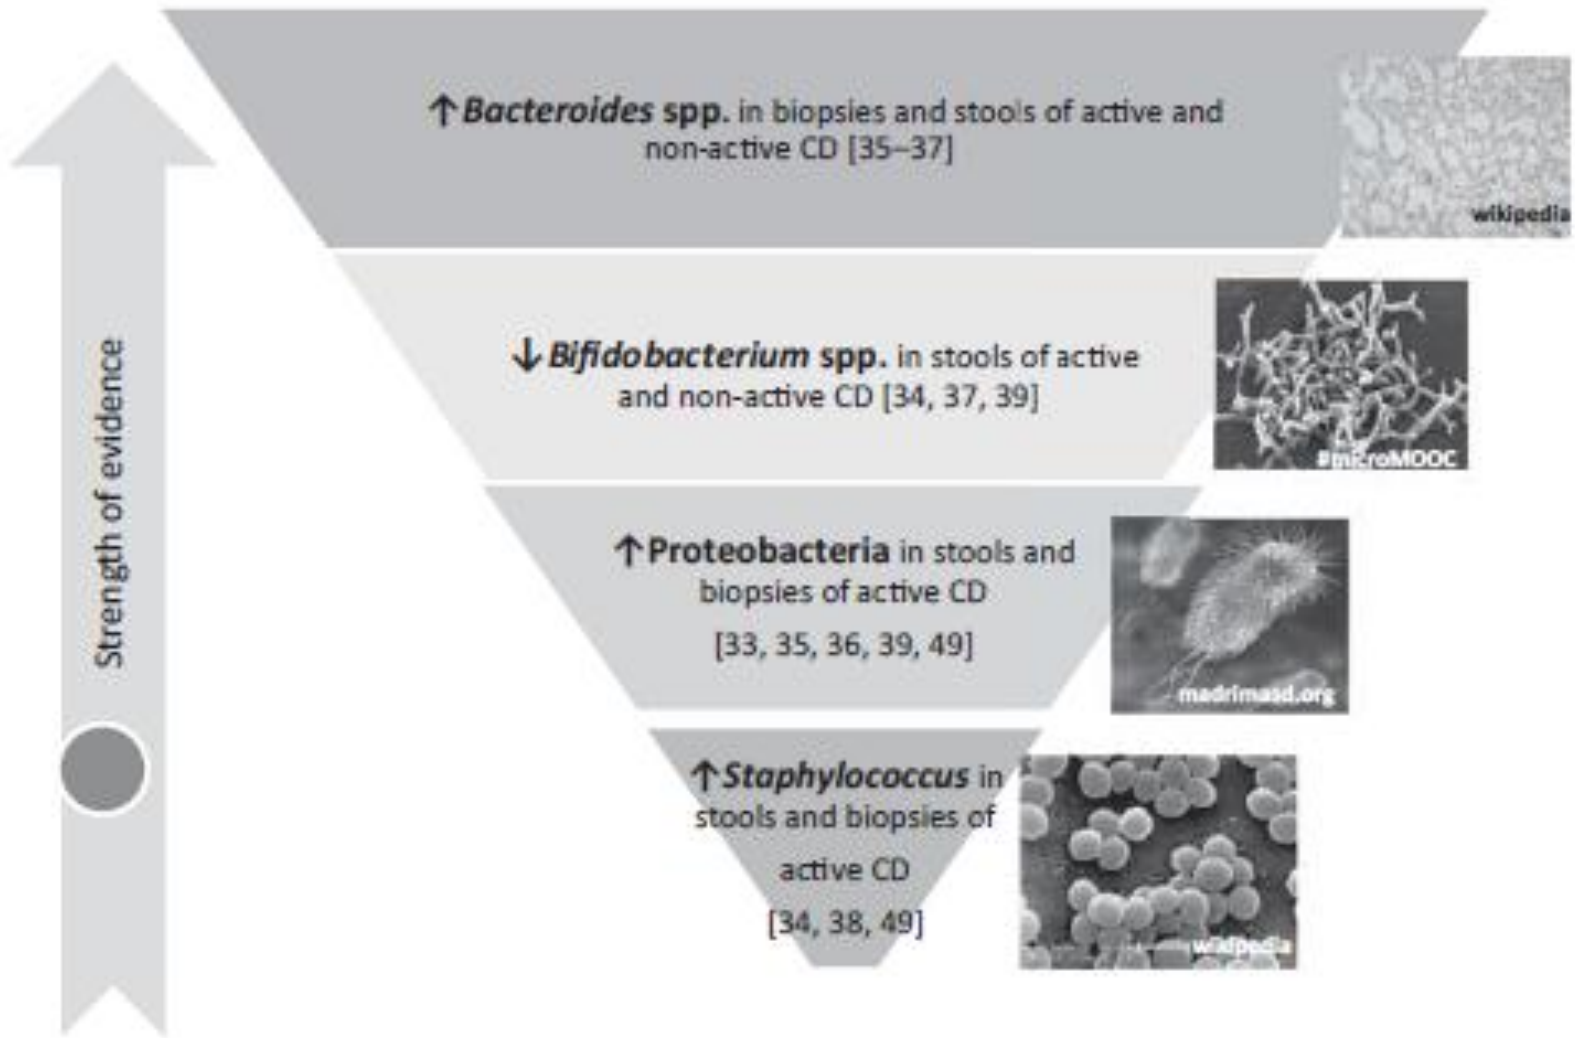 ↑Bacteroides spp. in biopsies and stools of active and
non-active CD [35–37]
wikipedia
↓Bifidobacterium spp. in stools of active
and non-active CD [34, 37, 39]
#microMOOC
Strength of evidence
↑Proteobacteria in stools and
biopsies of active CD
[33, 35, 36, 39, 49]
madrimasd.org
↑Staphylococcus in
stools and biopsies of
active CD
[34, 38, 49]
wikipedia